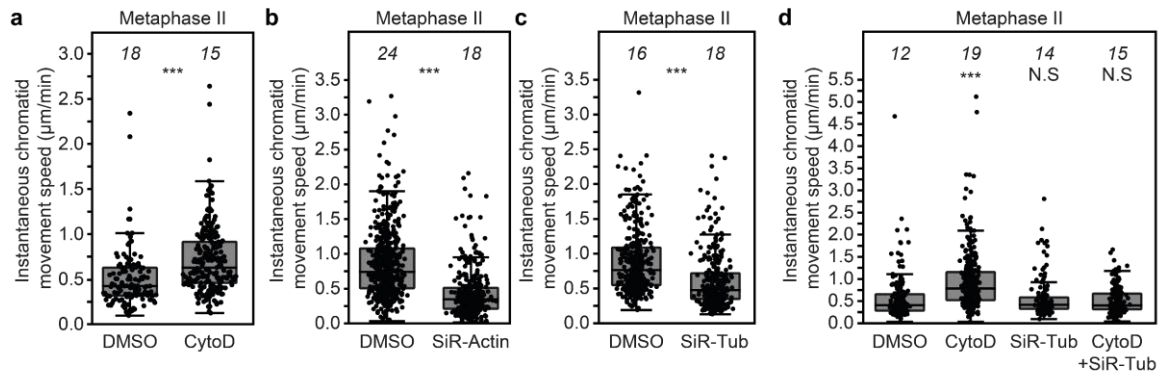 a
Metaphase II
18 15
***
Instantaneous chromatid
movement speed (μm/min)
3.0
2.5
2.0
1.5
1.0
0.5
0.0
DMSO CytoD
b
Metaphase II
24 18
***
Instantaneous chromatid
movement speed (μm/min)
3.5
3.0
2.5
2.0
1.5
1.0
0.5
0.0
DMSO SiR-Actin
c
Metaphase II
16 18
***
Instantaneous chromatid
movement speed (μm/min)
3.5
3.0
2.5
2.0
1.5
1.0
0.5
0.0
DMSO SiR-Tub
d
Metaphase II
12 19 14 15
*** N.S N.S
Instantaneous chromatid
movement speed (μm/min)
5.5
5.0
4.5
4.0
3.5
3.0
2.5
2.0
1.5
1.0
0.5
0.0
DMSO CytoD SiR-Tub CytoD
+SiR-Tub